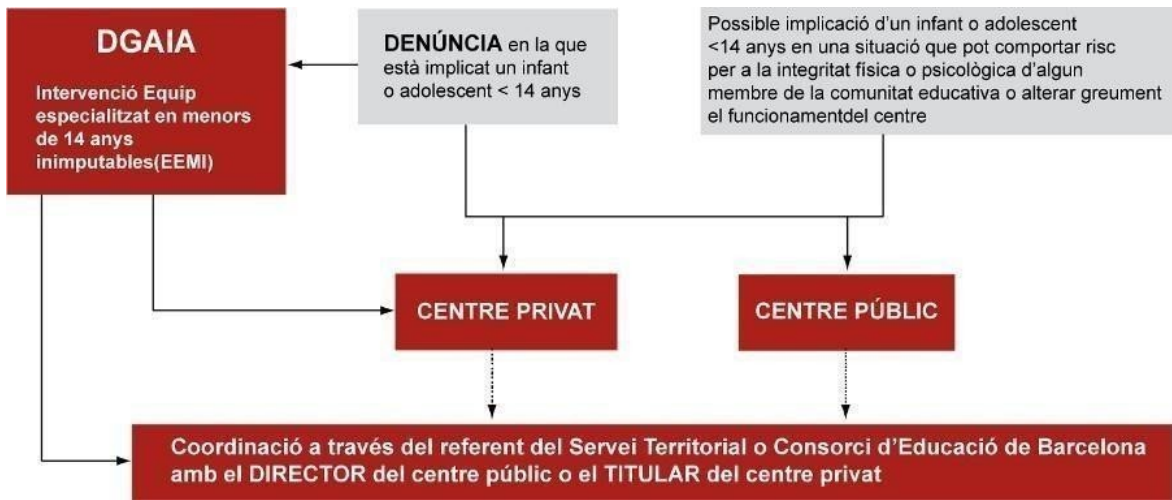 DGAIA
Intervenció Equip
especialitzat en menors
de 14 anys
inimputables(EEMI)
DENÚNCIA en la que
està implicat un infant
o adolescent < 14 anys
Possible implicació d'un infant o adolescent
<14 anys en una situació que pot comportar risc
per a la integritat física o psicològica d'algun
membre de la comunitat educativa o alterar greument
el funcionamentdel centre
CENTRE PRIVAT
CENTRE PÚBLIC
Coordinació a través del referent del Servei Territorial o Consorci d'Educació de Barcelona
amb el DIRECTOR del centre públic o el TITULAR del centre privat